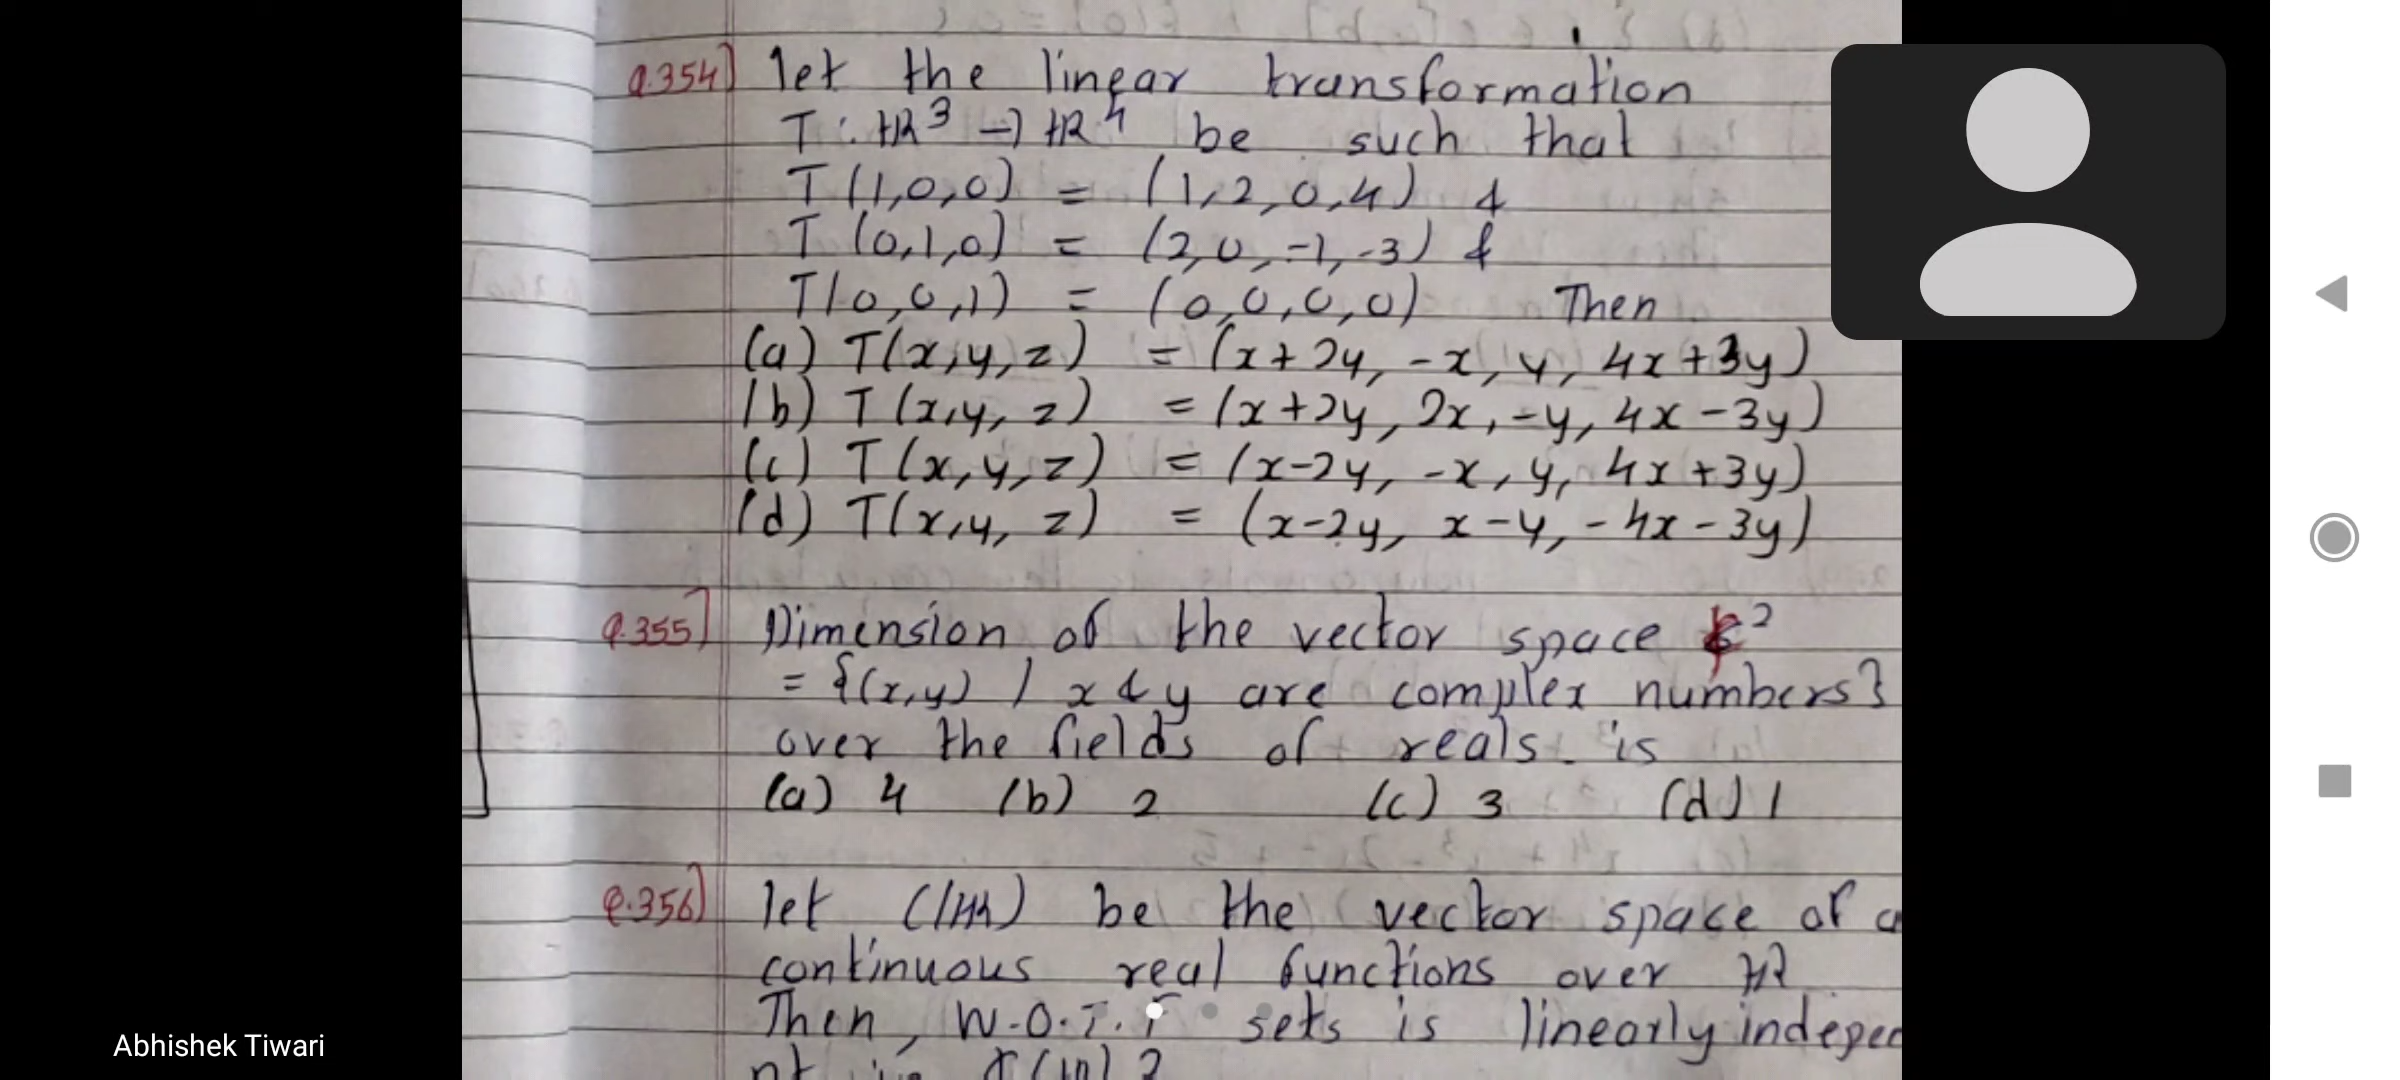 Q.354) let the linear transformation
T : IR³ → IR⁴ be such that
T(1,0,0) = (1,2,0,4) &
T(0,1,0) = (2,0,-1,-3) &
T(0,0,1) = (0,0,0,0) Then
(a) T(x,y,z) = (x+2y, -x, y, 4x+3y)
(b) T(x,y,z) = (x+2y, 2x, -y, 4x-3y)
(c) T(x,y,z) = (x-2y, -x, y, 4x+3y)
(d) T(x,y,z) = (x-2y, x-y, -4x-3y)
Q.355) Dimension of the vector space ²
= {(x,y) / x & y are complex numbers}
over the fields of reals. is
(a) 4 (b) 2 (c) 3 (d) 1
Q.356) let be the vector space of
continuous real functions over IR
Then, W.O.T.F sets is linearly
Abhishek Tiwari